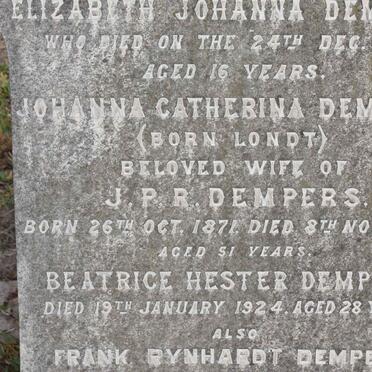 ELIZABETH JOHANNA DEM
WHO DIED ON THE 24TH DEC.
AGED 16 YEARS.
JOHANNA CATHERINA DEM
(BORN LONDT)
BELOVED WIFE OF
J.P.R. DEMPERS.
BORN 26TH OCT. 1871. DIED 8TH NO
AGED 51 YEARS.
BEATRICE HESTER DEMP
DIED 19TH JANUARY 1924. AGED 28
ALSO
FRANK RYNHARDT DEMPE